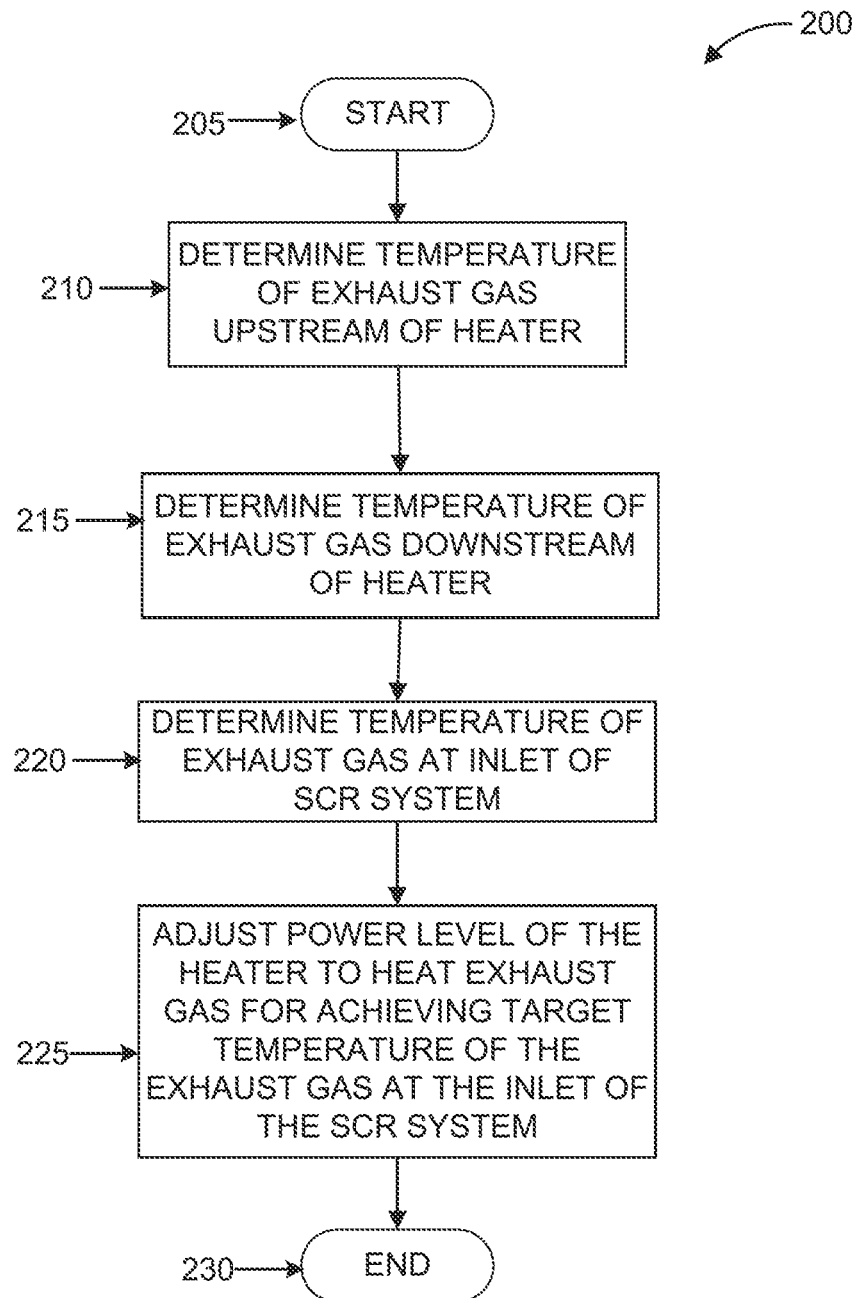 200
205
START
210
DETERMINE TEMPERATURE
OF EXHAUST GAS
UPSTREAM OF HEATER
215
DETERMINE TEMPERATURE OF
EXHAUST GAS DOWNSTREAM
OF HEATER
220
DETERMINE TEMPERATURE OF
EXHAUST GAS AT INLET OF
SCR SYSTEM
225
ADJUST POWER LEVEL OF THE
HEATER TO HEAT EXHAUST
GAS FOR ACHIEVING TARGET
TEMPERATURE OF THE
EXHAUST GAS AT THE INLET OF
THE SCR SYSTEM
230
END